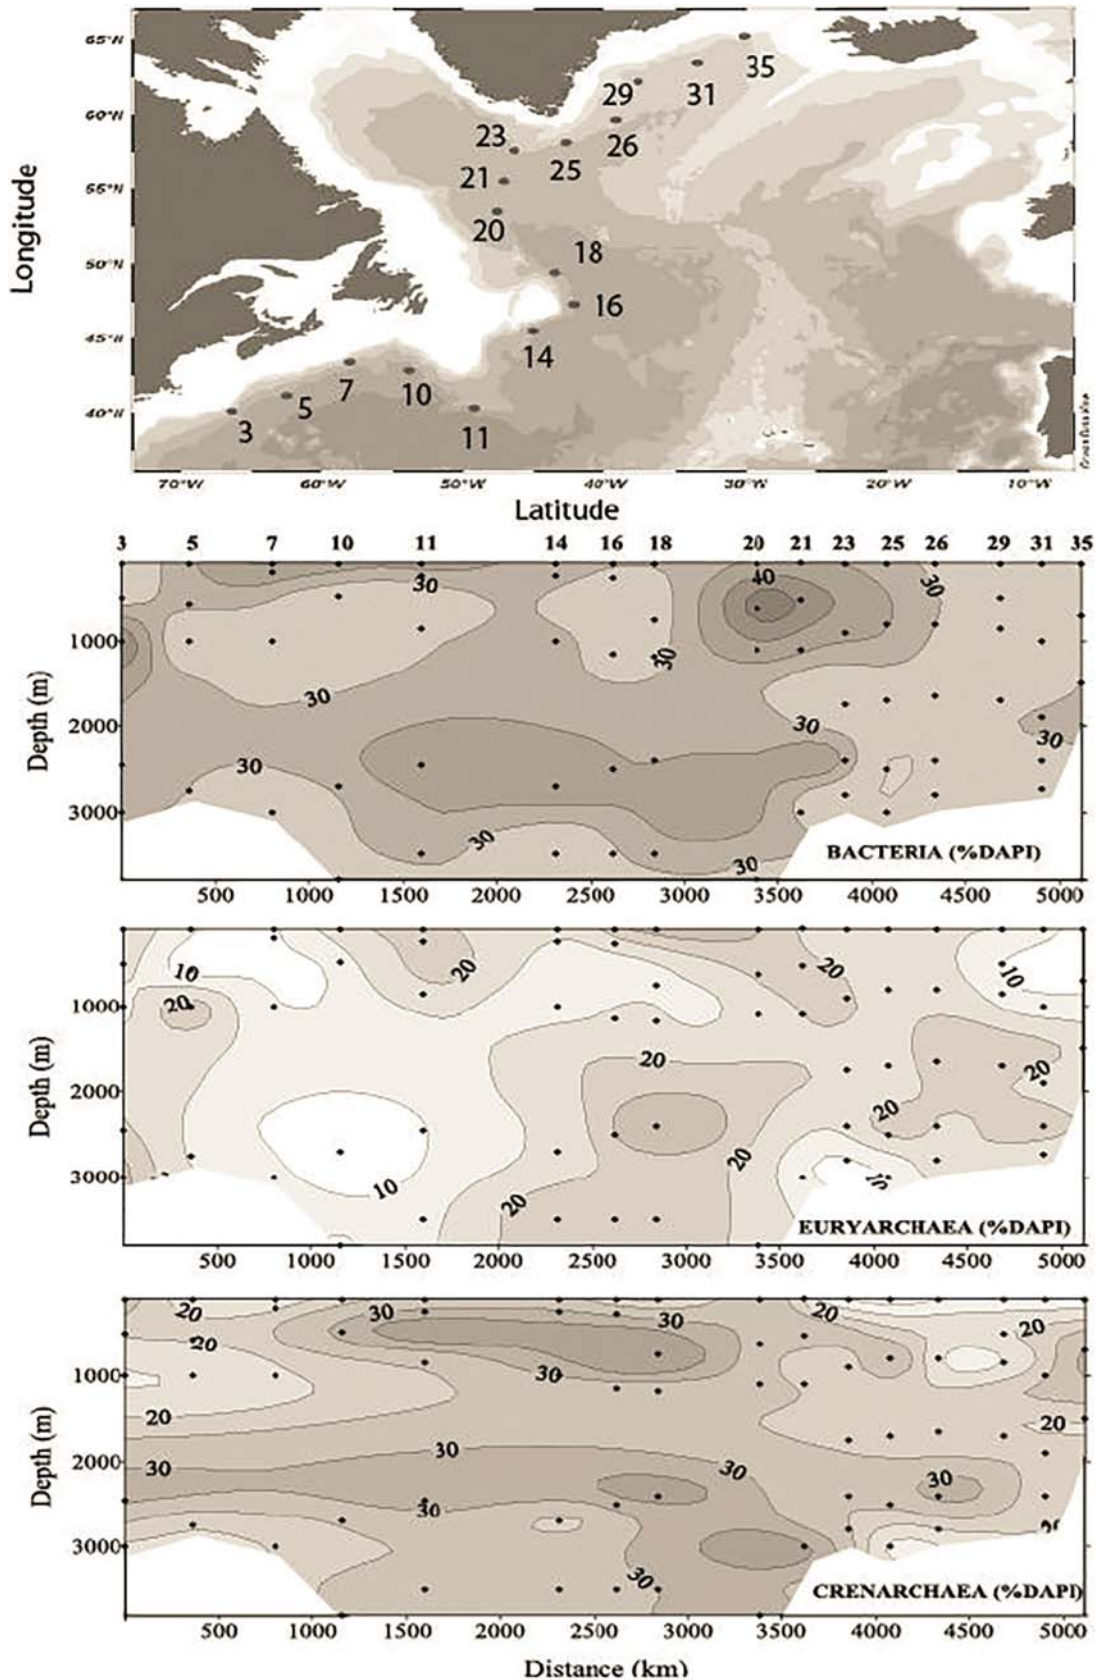 65°W
60°W
65°W
50°W
45°W
40°W
Longitude
35
31
29
26
25
23
21
20
18
16
14
11
10
7
5
3
70°W 60°W 50°W 40°W 30°W 20°W 10°W
Latitude
3 5 7 10 11 14 16 18 20 21 23 25 26 29 31 35
Depth (m)
1000
2000
3000
30 40 30
30
30
30 30
30
30
30
BACTERIA (%DAPI)
500 1000 1500 2000 2500 3000 3500 4000 4500 5000
Depth (m)
1000
2000
3000
10 20 20 10
20
20 20
20
20
10 20 10
EURYARCHAEA (%DAPI)
500 1000 1500 2000 2500 3000 3500 4000 4500 5000
Depth (m)
1000
2000
3000
20 30 30 20 20
20
30
20 20
30 30 30 30
30
30
CRENARCHAEA (%DAPI)
500 1000 1500 2000 2500 3000 3500 4000 4500 5000
Distance (km)